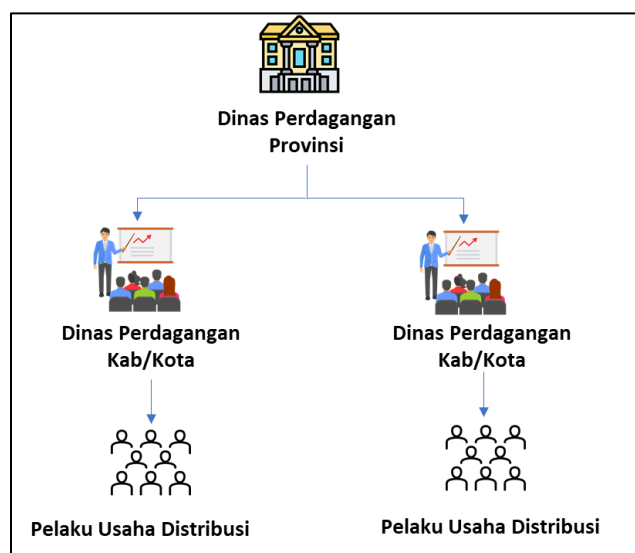 Dinas Perdagangan
Provinsi
Dinas Perdagangan
Kab/Kota
Dinas Perdagangan
Kab/Kota
Pelaku Usaha Distribusi
Pelaku Usaha Distribusi